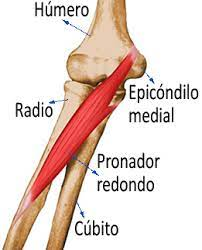 Húmero
Radio
Epicóndilo
medial
Pronador
redondo
Cúbito